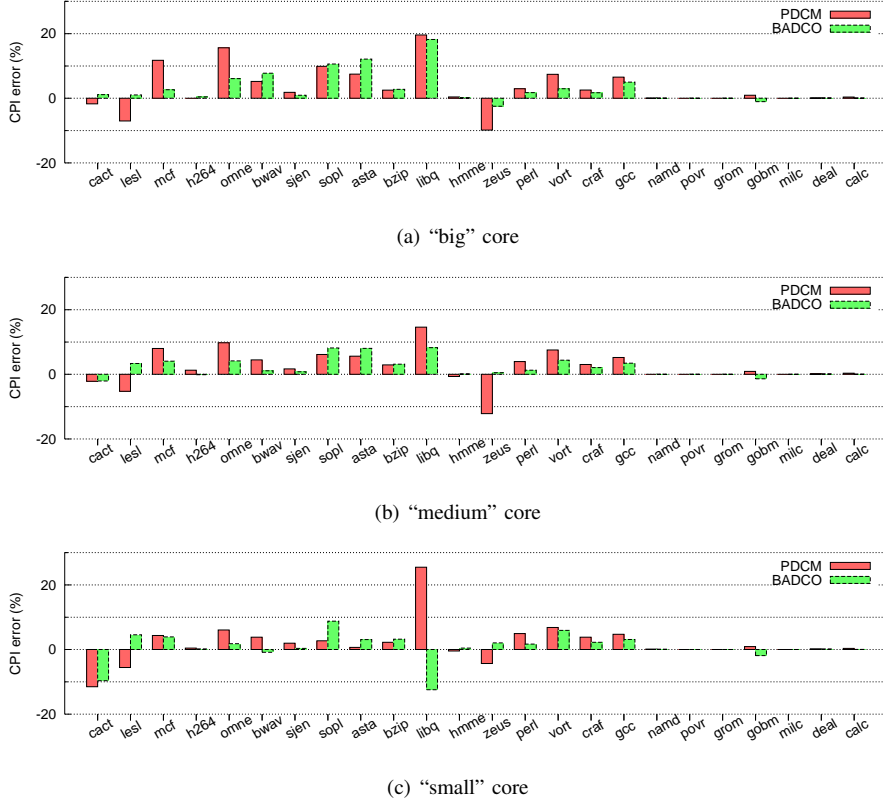 PDCM
BADCO
CPI error (%)
20
0
-20
cact lesl mcf h264 omne bwav sjen sopl asta bzip libq hmme zeus perl vort craf gcc namd povr grom gobm milc deal calc
(a) “big” core
PDCM
BADCO
CPI error (%)
20
0
-20
cact lesl mcf h264 omne bwav sjen sopl asta bzip libq hmme zeus perl vort craf gcc namd povr grom gobm milc deal calc
(b) “medium” core
PDCM
BADCO
CPI error (%)
20
0
-20
cact lesl mcf h264 omne bwav sjen sopl asta bzip libq hmme zeus perl vort craf gcc namd povr grom gobm milc deal calc
(c) “small” core